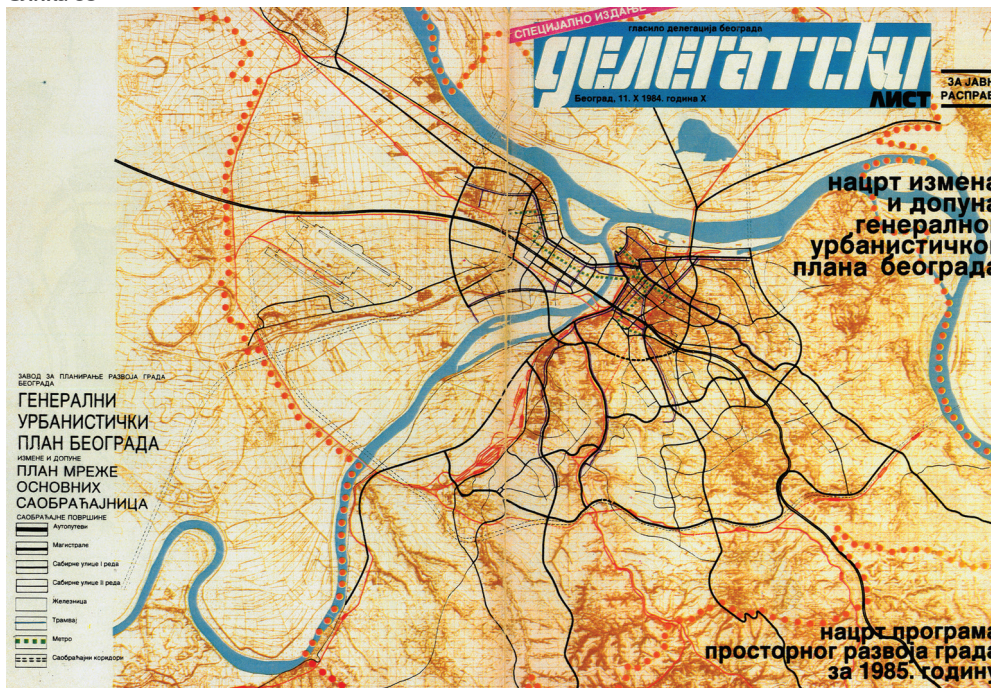 СПЕЦИЈАЛНО ИЗДАЊЕ
гласило делегација београда
делегатски
лист
Београд, 11. X 1984. година X
ЗА ЈАВН
РАСПРАВ
нацрт измена
и допуна
генералног
урбанистичког
плана београда
ЗАВОД ЗА ПЛАНИРАЊЕ РАЗВОЈА ГРАДА
БЕОГРАДА
ГЕНЕРАЛНИ
УРБАНИСТИЧКИ
ПЛАН БЕОГРАДА
ИЗМЕНЕ И ДОПУНЕ
ПЛАН МРЕЖЕ
ОСНОВНИХ
САОБРАЋАЈНИЦА
САОБРАЋАЈНЕ ПОВРШИНЕ
Аутопутеви
Магистрале
Сабирне улице I реда
Сабирне улице II реда
Железница
Трамвај
Метро
Саобраћајни коридори
нацрт програма
просторног развоја града
за 1985. годину